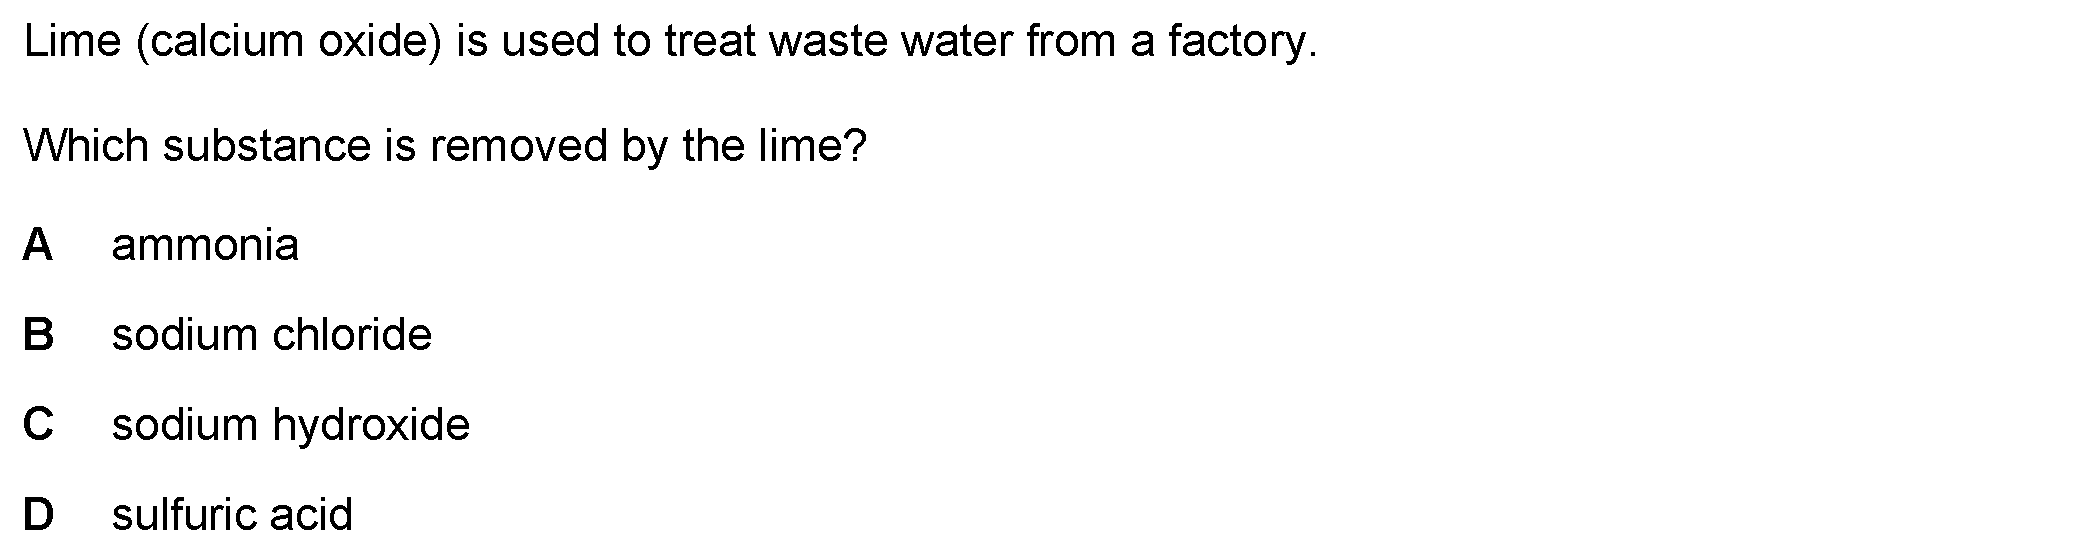 Lime (calcium oxide) is used to treat waste water from a factory.
Which substance is removed by the lime?
A ammonia
B sodium chloride
C sodium hydroxide
D sulfuric acid